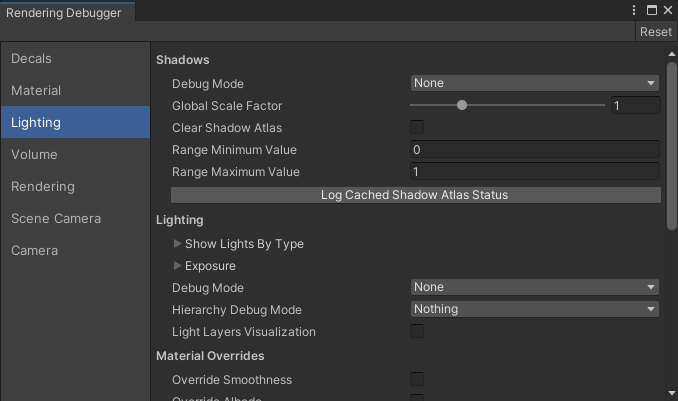 Rendering Debugger
Reset
Decals
Material
Lighting
Volume
Rendering
Scene Camera
Camera
Shadows
Debug Mode None
Global Scale Factor 1
Clear Shadow Atlas
Range Minimum Value 0
Range Maximum Value 1
Log Cached Shadow Atlas Status
Lighting
Show Lights By Type
Exposure
Debug Mode None
Hierarchy Debug Mode Nothing
Light Layers Visualization
Material Overrides
Override Smoothness
Override Albedo